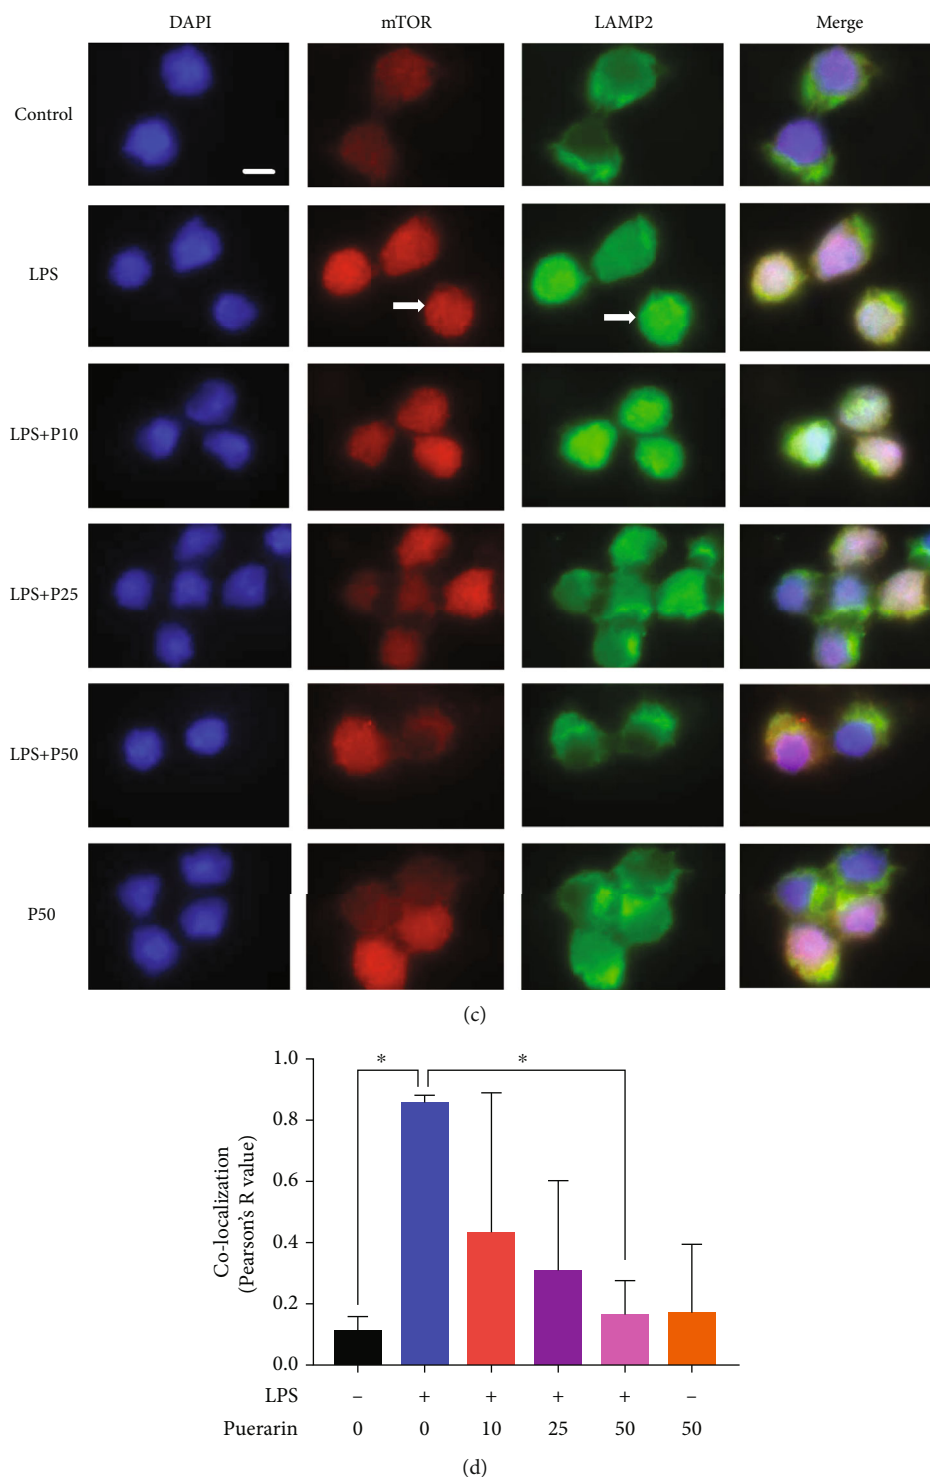 DAPI mTOR LAMP2 Merge
Control
LPS
LPS+P10
LPS+P25
LPS+P50
P50
(c)
* *
1.0
0.8
0.6
0.4
0.2
0.0
Co-localization
(Pearson's R value)
LPS – + + + + –
Puerarin 0 0 10 25 50 50
(d)